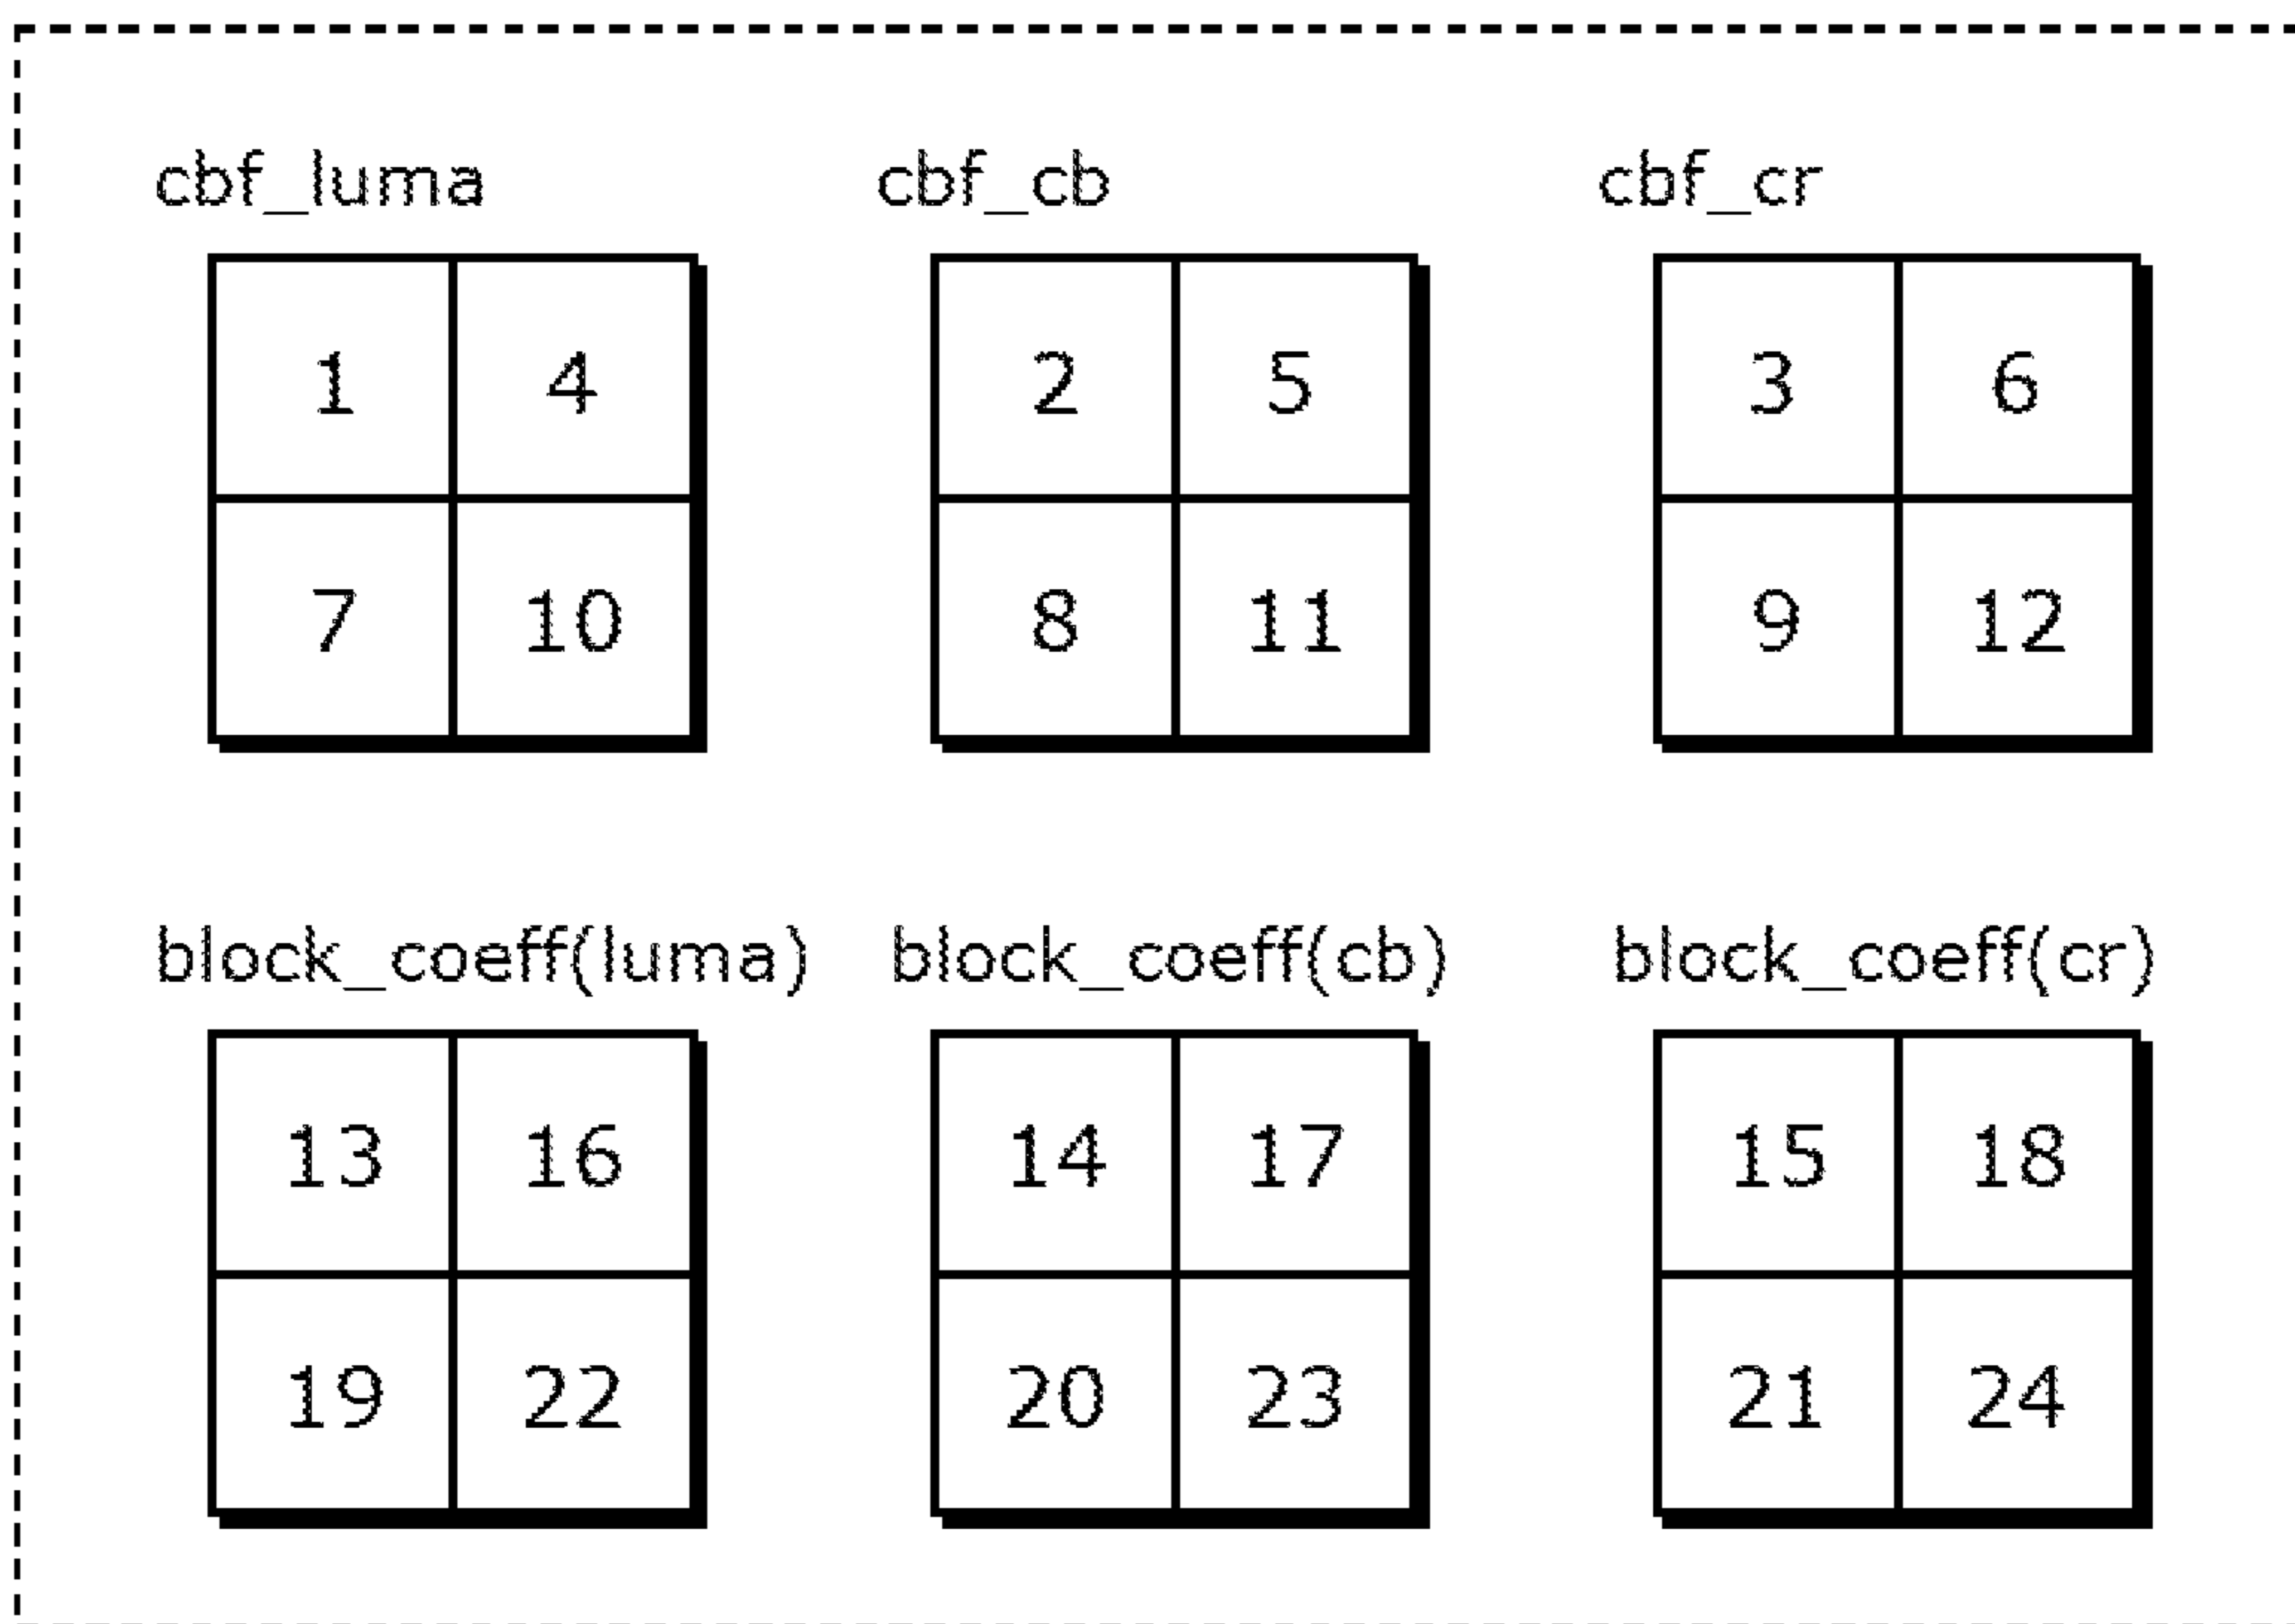 cbf_luma cbf_cb cbf_cr
1 4 2 5 3 6
7 10 8 11 9 12
block_coeff(luma) block_coeff(cb) block_coeff(cr)
13 16 14 17 15 18
19 22 20 23 21 24